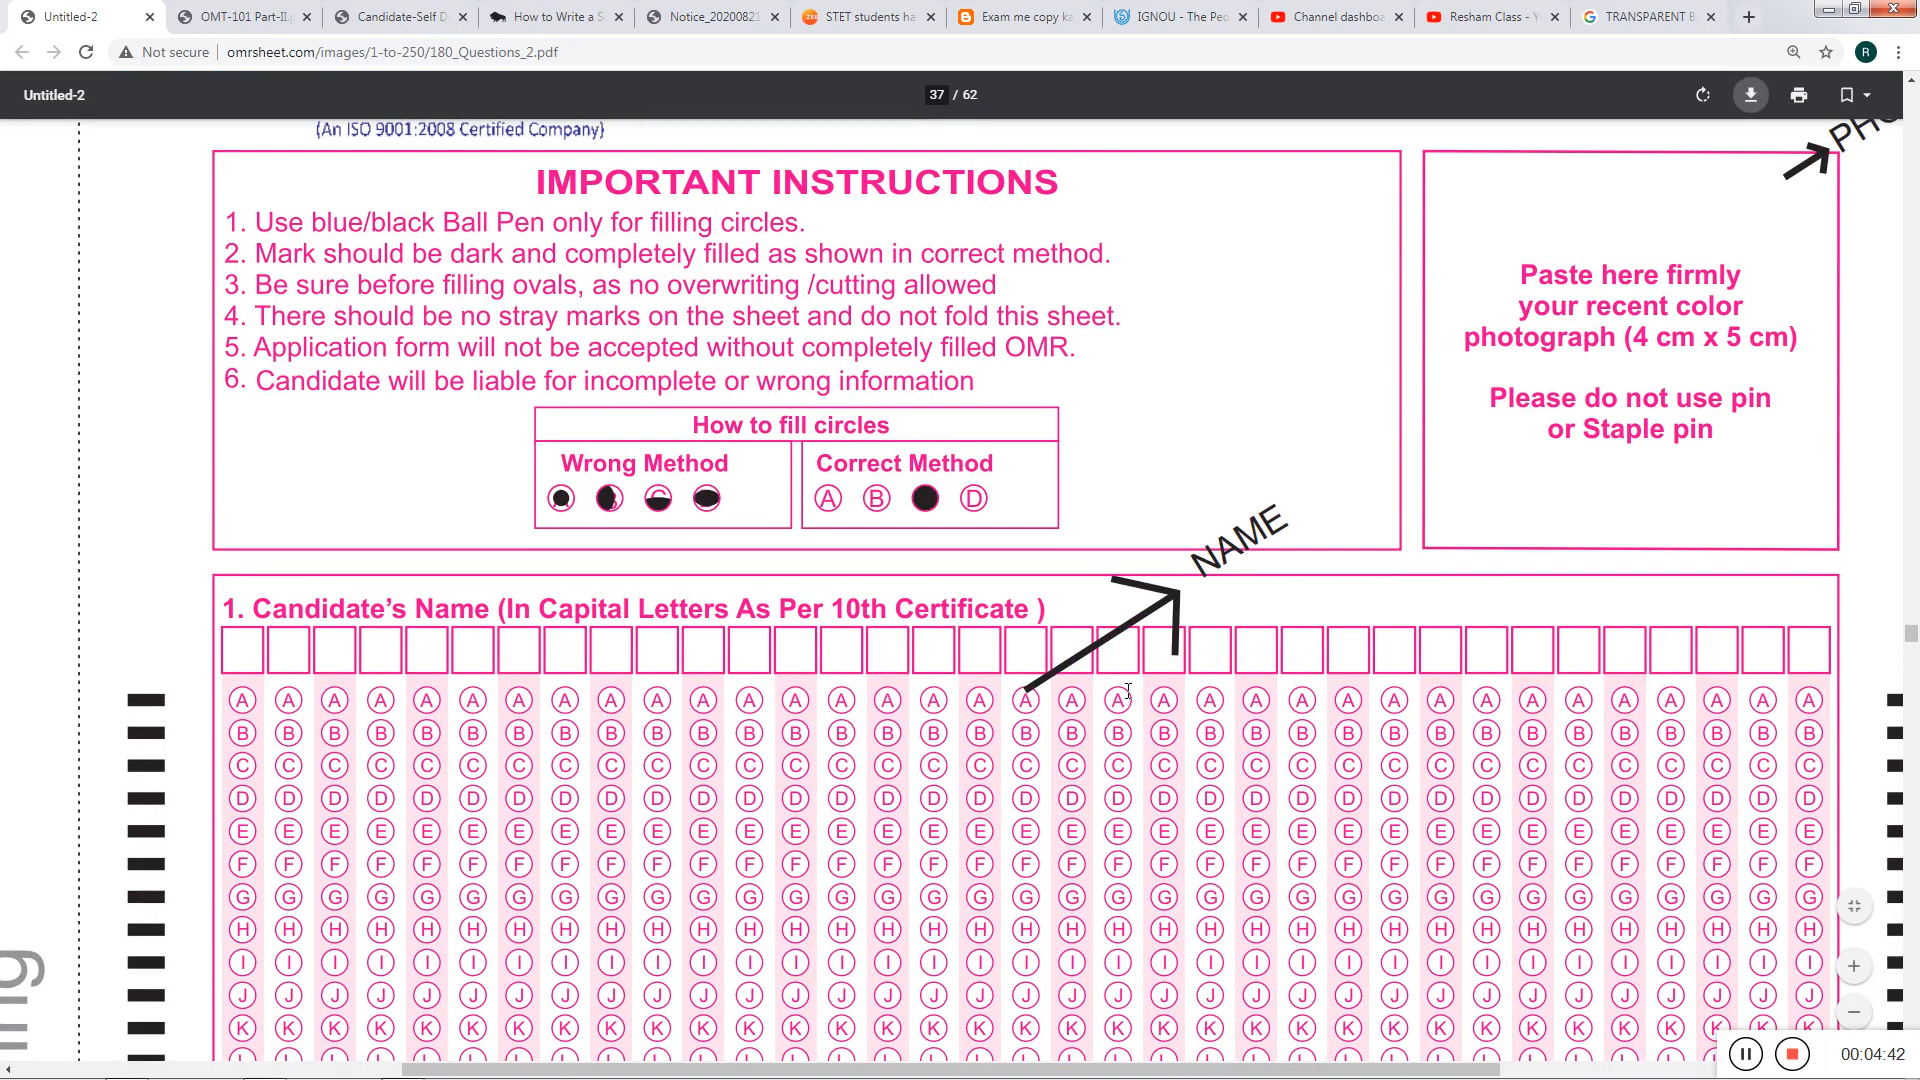 Untitled-2
OMT-101 Part-II.p
Candidate-Self D
How to Write a S
Notice_20200821
STET students ha
Exam me copy ka
IGNOU - The Peo
Channel dashboa
Resham Class - Y
TRANSPARENT B
Not secure
omrsheet.com/images/1-to-250/180_Questions_2.pdf
R
Untitled-2
37 / 62
(An ISO 9001:2008 Certified Company)
PHO
IMPORTANT INSTRUCTIONS
1. Use blue/black Ball Pen only for filling circles.
2. Mark should be dark and completely filled as shown in correct method.
3. Be sure before filling ovals, as no overwriting /cutting allowed
4. There should be no stray marks on the sheet and do not fold this sheet.
5. Application form will not be accepted without completely filled OMR.
6. Candidate will be liable for incomplete or wrong information
How to fill circles
Wrong Method
Correct Method
A B D
Paste here firmly
your recent color
photograph (4 cm x 5 cm)
Please do not use pin
or Staple pin
NAME
1. Candidate's Name (In Capital Letters As Per 10th Certificate )
A A A A A A A A A A A A A A A A A A A A A A A A A A A A A A A A A A A
B B B B B B B B B B B B B B B B B B B B B B B B B B B B B B B B B B B
C C C C C C C C C C C C C C C C C C C C C C C C C C C C C C C C C C C
D D D D D D D D D D D D D D D D D D D D D D D D D D D D D D D D D D D
E E E E E E E E E E E E E E E E E E E E E E E E E E E E E E E E E E E
F F F F F F F F F F F F F F F F F F F F F F F F F F F F F F F F F F F
G G G G G G G G G G G G G G G G G G G G G G G G G G G G G G G G G G G
H H H H H H H H H H H H H H H H H H H H H H H H H H H H H H H H H H H
I I I I I I I I I I I I I I I I I I I I I I I I I I I I I I I I I I I
J J J J J J J J J J J J J J J J J J J J J J J J J J J J J J J J J J J
K K K K K K K K K K K K K K K K K K K K K K K K K K K K K K K K K K K
00:04:42